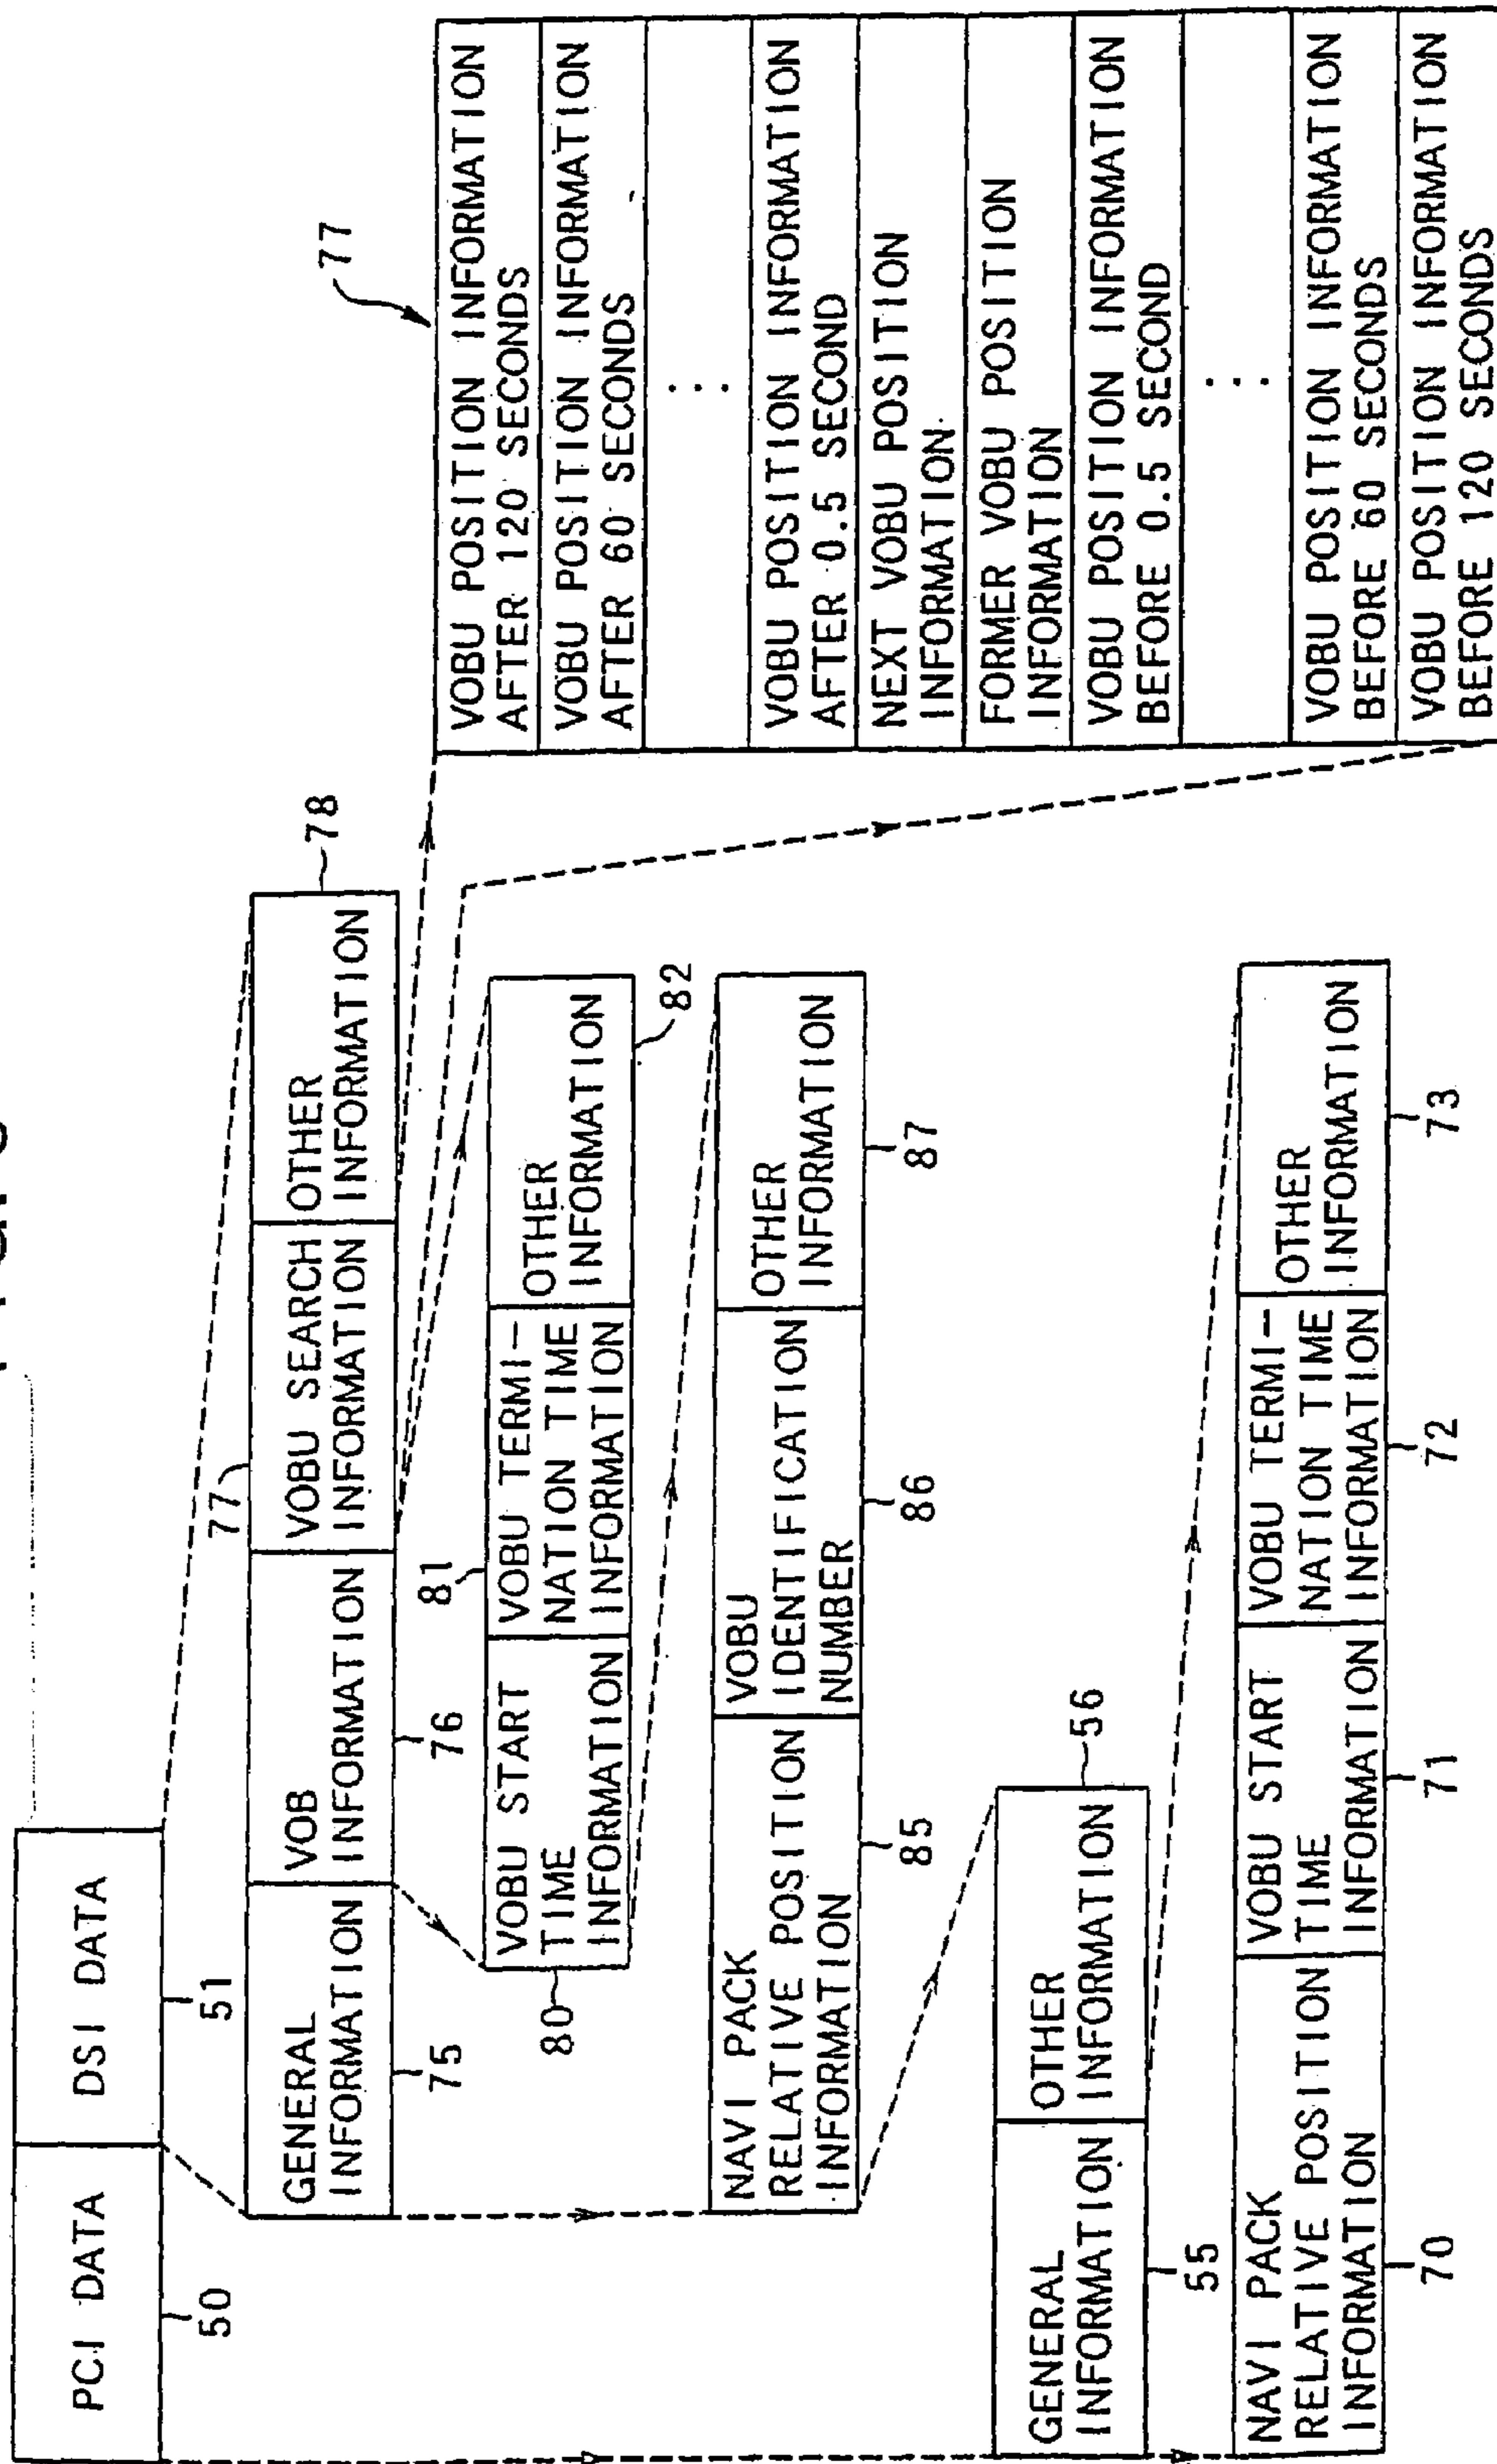 PCI DATA
50
DSI DATA
51
GENERAL
INFORMATION
75
VOB
INFORMATION
76
77
VOBU SEARCH
INFORMATION
OTHER
INFORMATION
78
80
VOBU START
TIME
INFORMATION
81
VOBU TERMI-
NATION TIME
INFORMATION
OTHER
INFORMATION
82
NAVI PACK
RELATIVE POSITION
INFORMATION
85
VOBU
IDENTIFICATION
NUMBER
86
OTHER
INFORMATION
87
GENERAL
INFORMATION
55
OTHER
INFORMATION
56
NAVI PACK
RELATIVE POSITION
INFORMATION
70
VOBU START
TIME
INFORMATION
71
VOBU TERMI-
NATION TIME
INFORMATION
72
OTHER
INFORMATION
73
77
VOBU POSITION INFORMATION
AFTER 120 SECONDS
VOBU POSITION INFORMATION
AFTER 60 SECONDS
...
VOBU POSITION INFORMATION
AFTER 0.5 SECOND
NEXT VOBU POSITION
INFORMATION
FORMER VOBU POSITION
INFORMATION
VOBU POSITION INFORMATION
BEFORE 0.5 SECOND
...
VOBU POSITION INFORMATION
BEFORE 60 SECONDS
VOBU POSITION INFORMATION
BEFORE 120 SECONDS